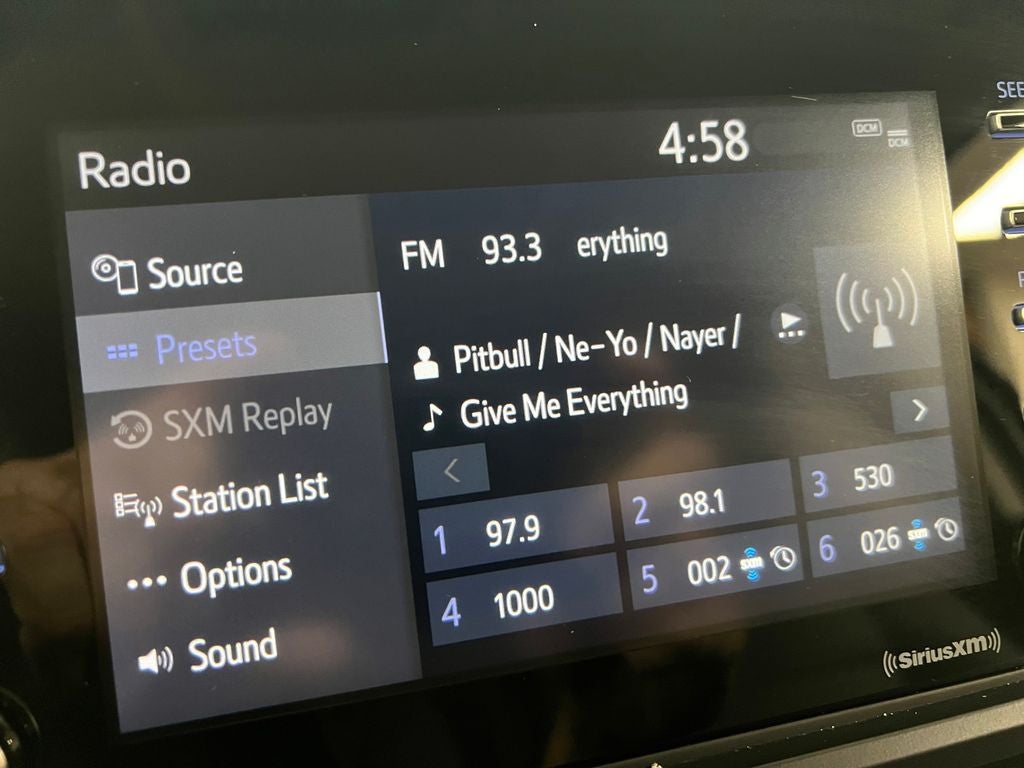 SEE
Radio
4:58
DCM
DCM
Source
Presets
SXM Replay
Station List
Options
Sound
FM 93.3 erything
Pitbull / Ne-Yo / Nayer /
Give Me Everything
1 97.9
2 98.1
3 530
4 1000
5 002 sxm
6 026 sxm
((SiriusXM))